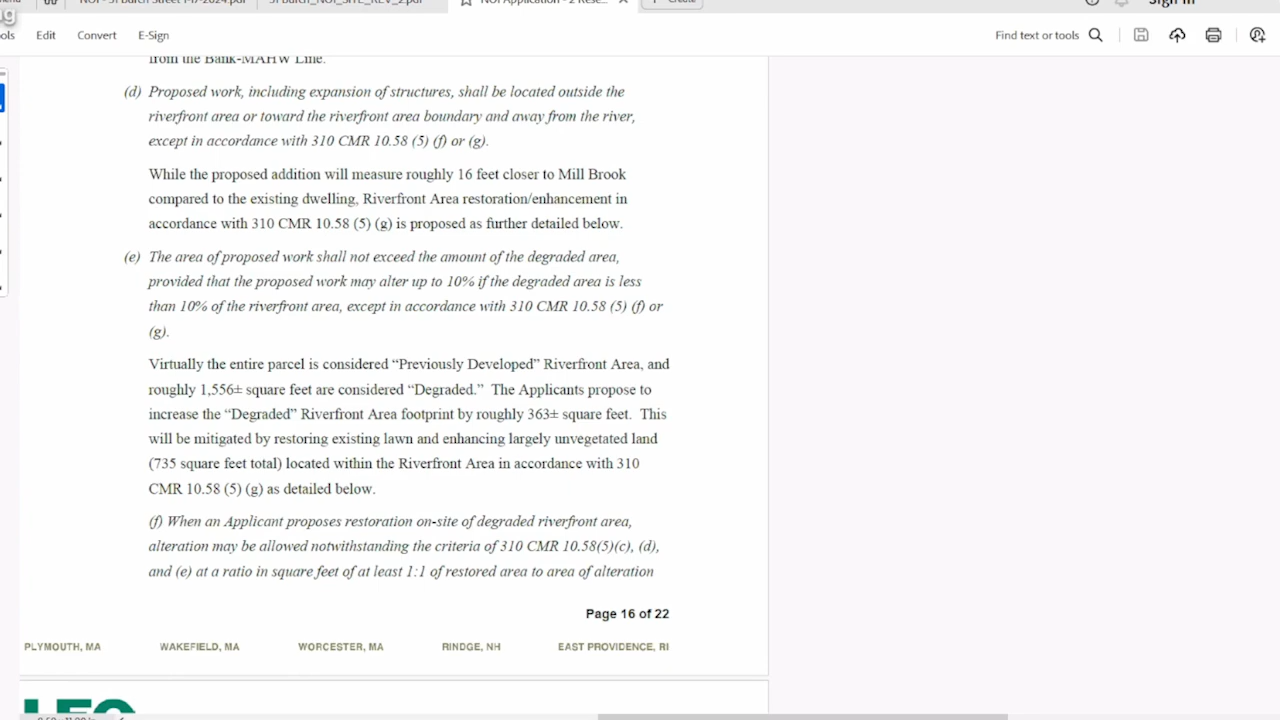 Edit Convert E-Sign Find text or tools
from the Bank-MAHW Line.
(d) Proposed work, including expansion of structures, shall be located outside the
riverfront area or toward the riverfront area boundary and away from the river,
except in accordance with 310 CMR 10.58 (5) (f) or (g).
While the proposed addition will measure roughly 16 feet closer to Mill Brook
compared to the existing dwelling, Riverfront Area restoration/enhancement in
accordance with 310 CMR 10.58 (5) (g) is proposed as further detailed below.
(e) The area of proposed work shall not exceed the amount of the degraded area,
provided that the proposed work may alter up to 10% if the degraded area is less
than 10% of the riverfront area, except in accordance with 310 CMR 10.58 (5) (f) or
(g).
Virtually the entire parcel is considered “Previously Developed” Riverfront Area, and
roughly 1,556± square feet are considered “Degraded.” The Applicants propose to
increase the “Degraded” Riverfront Area footprint by roughly 363± square feet. This
will be mitigated by restoring existing lawn and enhancing largely unvegetated land
(735 square feet total) located within the Riverfront Area in accordance with 310
CMR 10.58 (5) (g) as detailed below.
(f) When an Applicant proposes restoration on-site of degraded riverfront area,
alteration may be allowed notwithstanding the criteria of 310 CMR 10.58(5)(c), (d),
and (e) at a ratio in square feet of at least 1:1 of restored area to area of alteration
Page 16 of 22
PLYMOUTH, MA WAKEFIELD, MA WORCESTER, MA RINDGE, NH EAST PROVIDENCE, RI